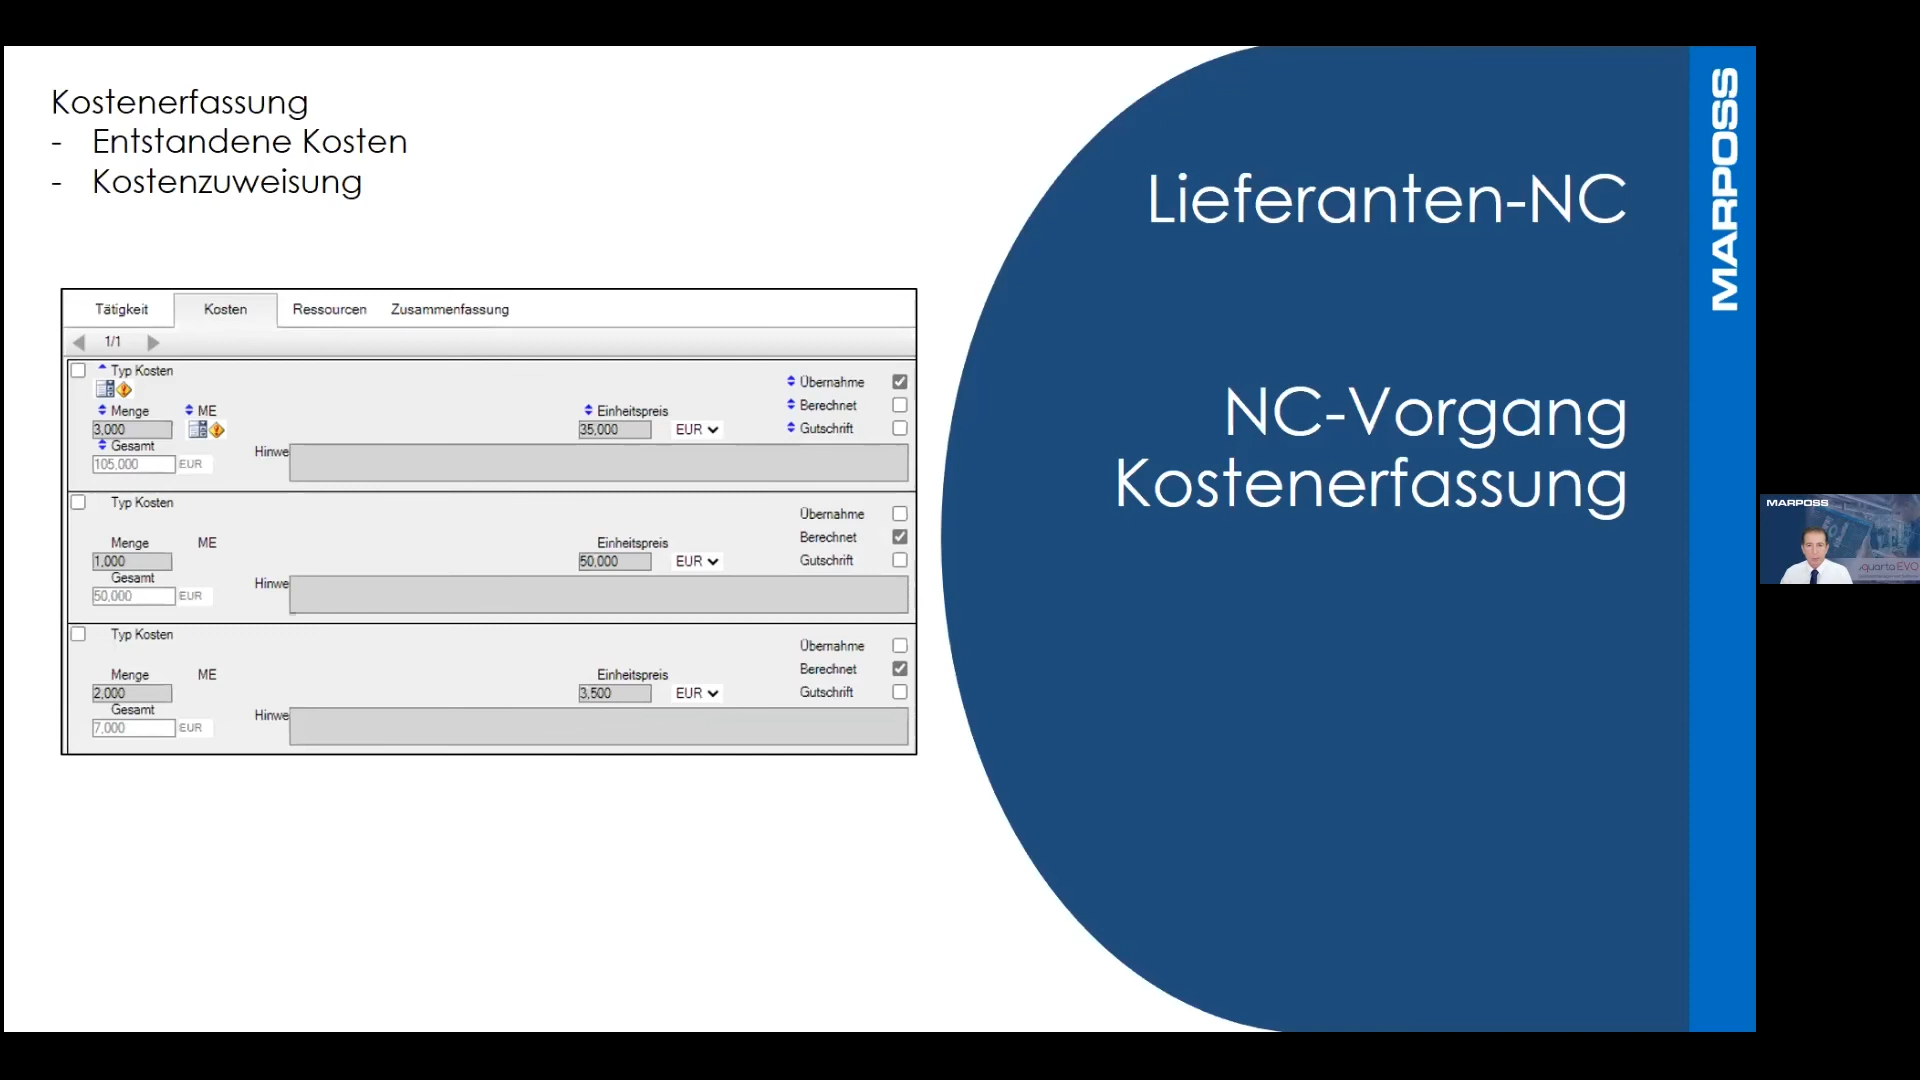 Kostenerfassung
- Entstandene Kosten
- Kostenzuweisung
Lieferanten-NC
NC-Vorgang
Kostenerfassung
MARPOSS
Tätigkeit Kosten Ressourcen Zusammenfassung
1/1
Typ Kosten
Übernahme
Berechnet
Gutschrift
Menge ME Einheitspreis
3,000 35,000 EUR
Gesamt
105,000 EUR
Hinwe
Typ Kosten
Übernahme
Berechnet
Gutschrift
Menge ME Einheitspreis
1,000 50,000 EUR
Gesamt
50,000 EUR
Hinwe
Typ Kosten
Übernahme
Berechnet
Gutschrift
Menge ME Einheitspreis
2,000 3,500 EUR
Gesamt
7,000 EUR
Hinwe
MARPOSS
quarta EVO